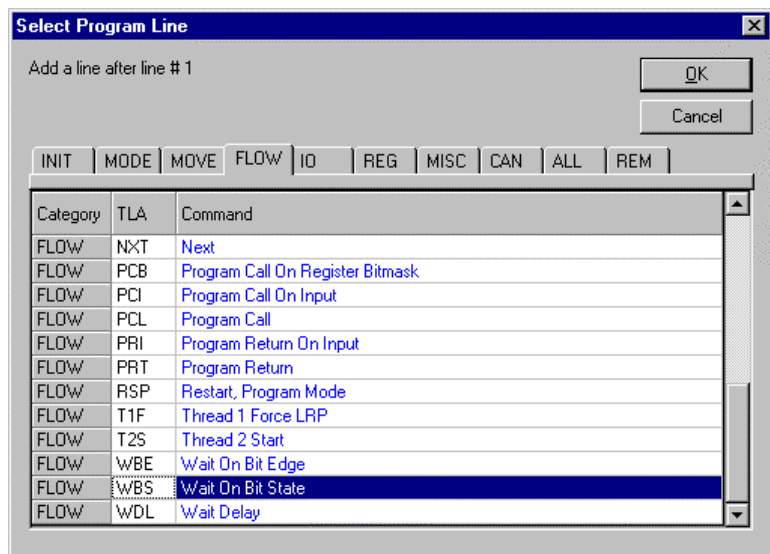 Select Program Line
Add a line after line # 1
OK
Cancel
INIT MODE MOVE FLOW IO REG MISC CAN ALL REM
Category TLA Command
FLOW NXT Next
FLOW PCB Program Call On Register Bitmask
FLOW PCI Program Call On Input
FLOW PCL Program Call
FLOW PRI Program Return On Input
FLOW PRT Program Return
FLOW RSP Restart, Program Mode
FLOW T1F Thread 1 Force LRP
FLOW T2S Thread 2 Start
FLOW WBE Wait On Bit Edge
FLOW WBS Wait On Bit State
FLOW WDL Wait Delay